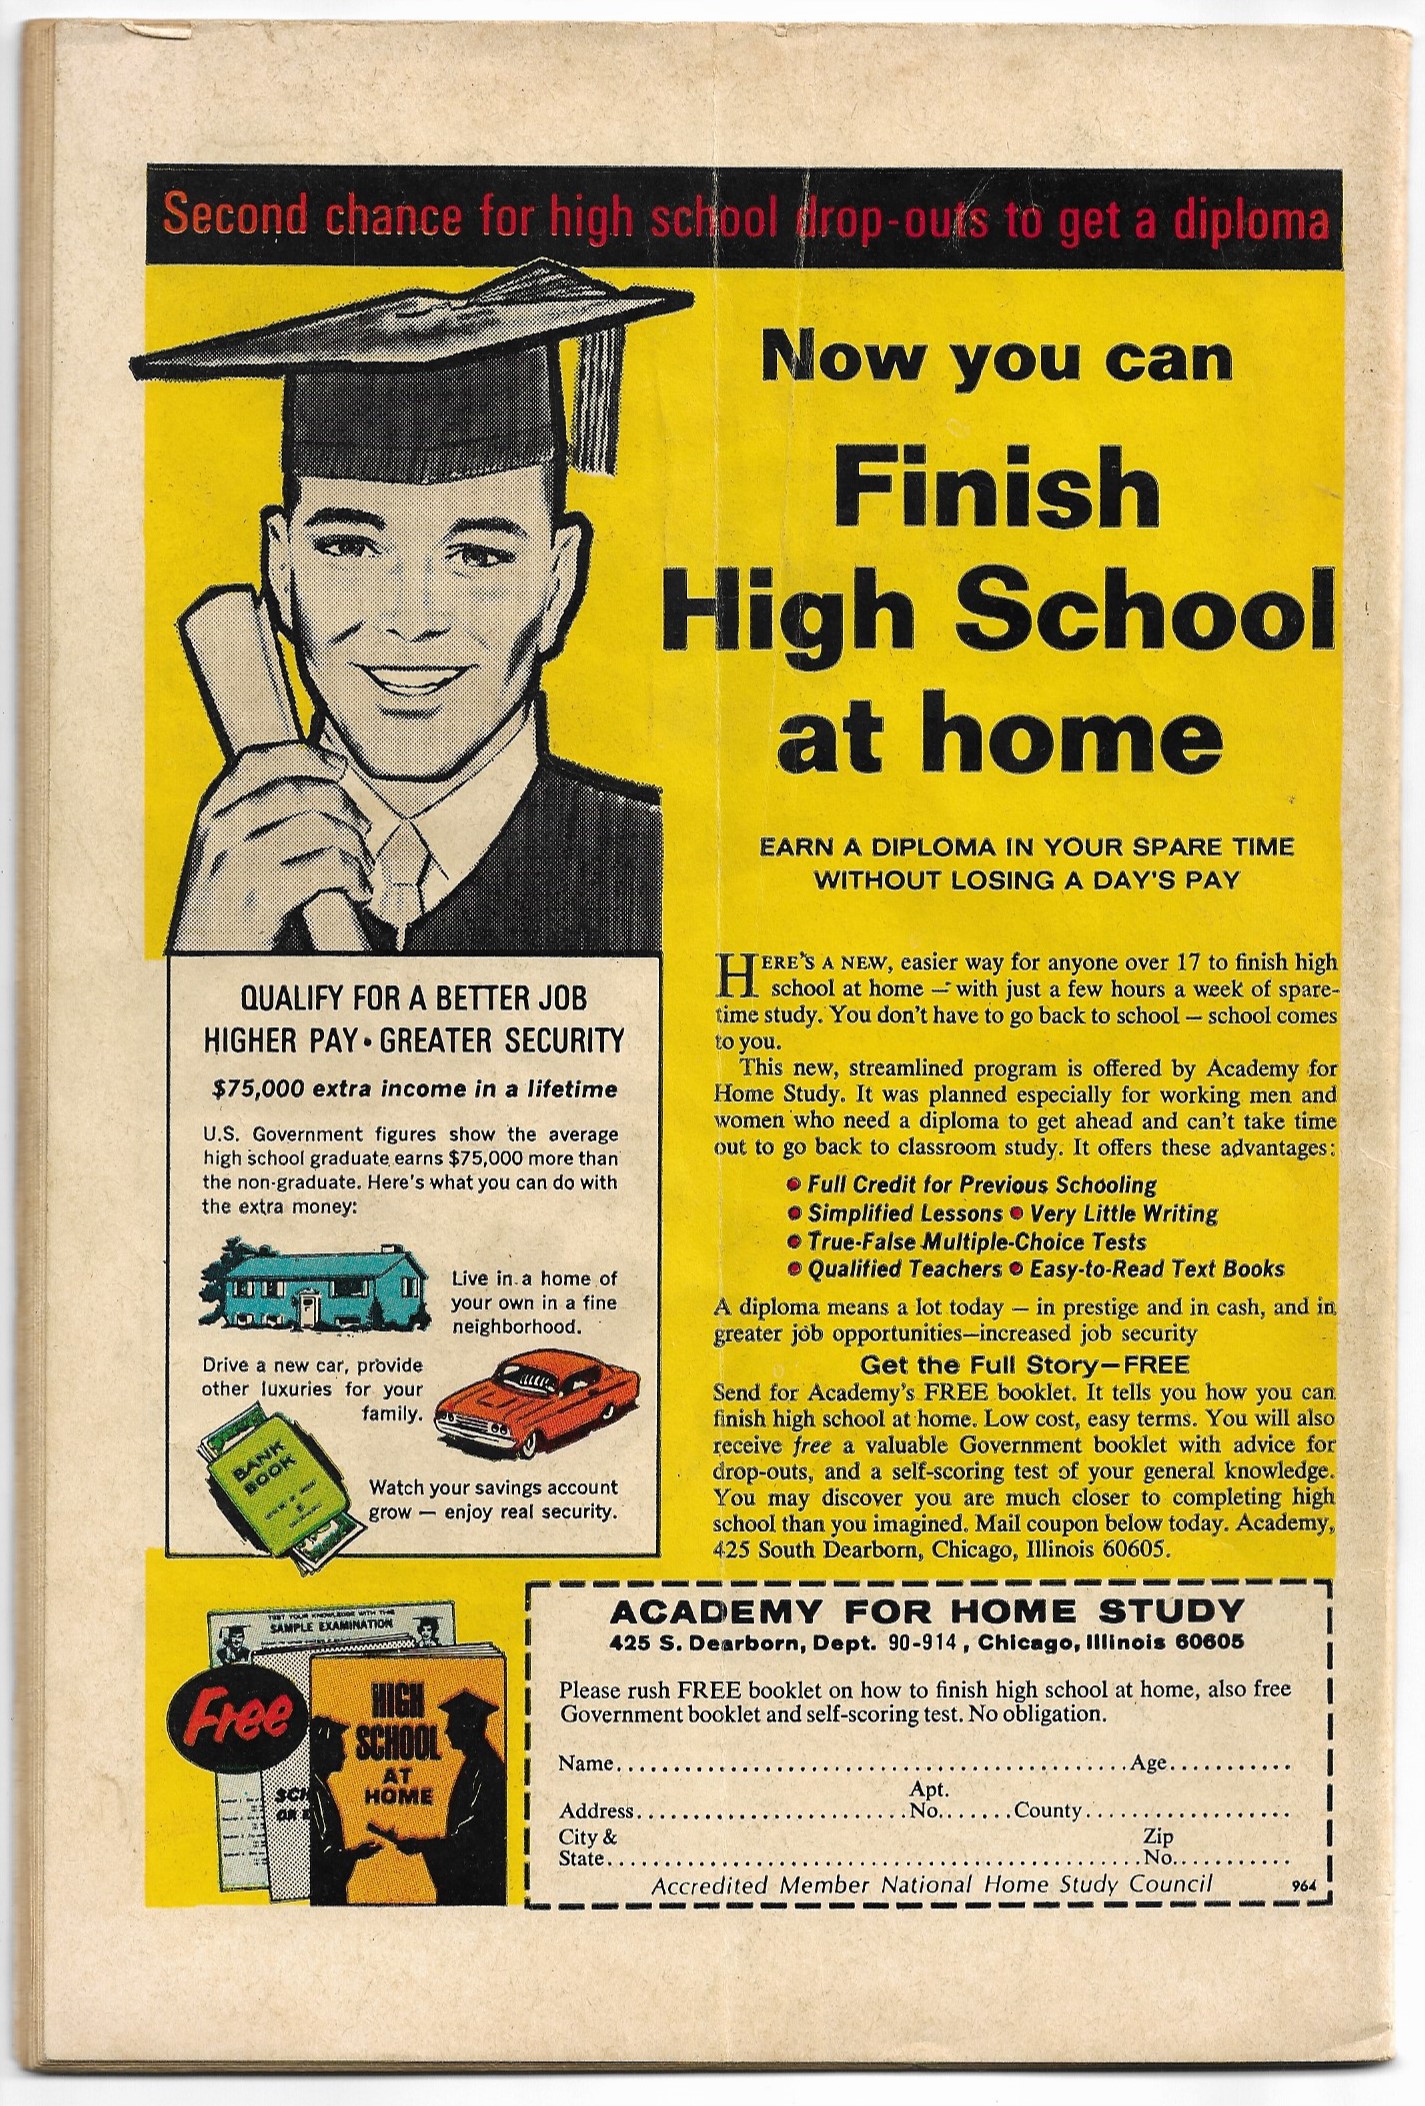 Second chance for high school drop-outs to get a diploma
Now you can
Finish
High School
at home
EARN A DIPLOMA IN YOUR SPARE TIME
WITHOUT LOSING A DAY'S PAY
QUALIFY FOR A BETTER JOB
HIGHER PAY • GREATER SECURITY
$75,000 extra income in a lifetime
U.S. Government figures show the average
high school graduate earns $75,000 more than
the non-graduate. Here's what you can do with
the extra money:
Live in a home of
your own in a fine
neighborhood.
Drive a new car, provide
other luxuries for your
family.
BANK
BOOK
Watch your savings account
grow — enjoy real security.
HERE'S A NEW, easier way for anyone over 17 to finish high
school at home — with just a few hours a week of spare-
time study. You don't have to go back to school — school comes
to you.
This new, streamlined program is offered by Academy for
Home Study. It was planned especially for working men and
women who need a diploma to get ahead and can't take time
out to go back to classroom study. It offers these advantages:
• Full Credit for Previous Schooling
• Simplified Lessons • Very Little Writing
• True-False Multiple-Choice Tests
• Qualified Teachers • Easy-to-Read Text Books
A diploma means a lot today — in prestige and in cash, and in
greater job opportunities—increased job security
Get the Full Story—FREE
Send for Academy's FREE booklet. It tells you how you can
finish high school at home. Low cost, easy terms. You will also
receive free a valuable Government booklet with advice for
drop-outs, and a self-scoring test of your general knowledge.
You may discover you are much closer to completing high
school than you imagined. Mail coupon below today. Academy,
425 South Dearborn, Chicago, Illinois 60605.
TEST YOUR KNOWLEDGE WITH THIS
SAMPLE EXAMINATION
Free
HIGH
SCHOOL
AT
HOME
ACADEMY FOR HOME STUDY
425 S. Dearborn, Dept. 90-914, Chicago, Illinois 60605
Please rush FREE booklet on how to finish high school at home, also free
Government booklet and self-scoring test. No obligation.
Name.............................................Age...........
Apt.
Address.......................No.......County..................
City &
Zip
State.............................................No...........
Accredited Member National Home Study Council
964